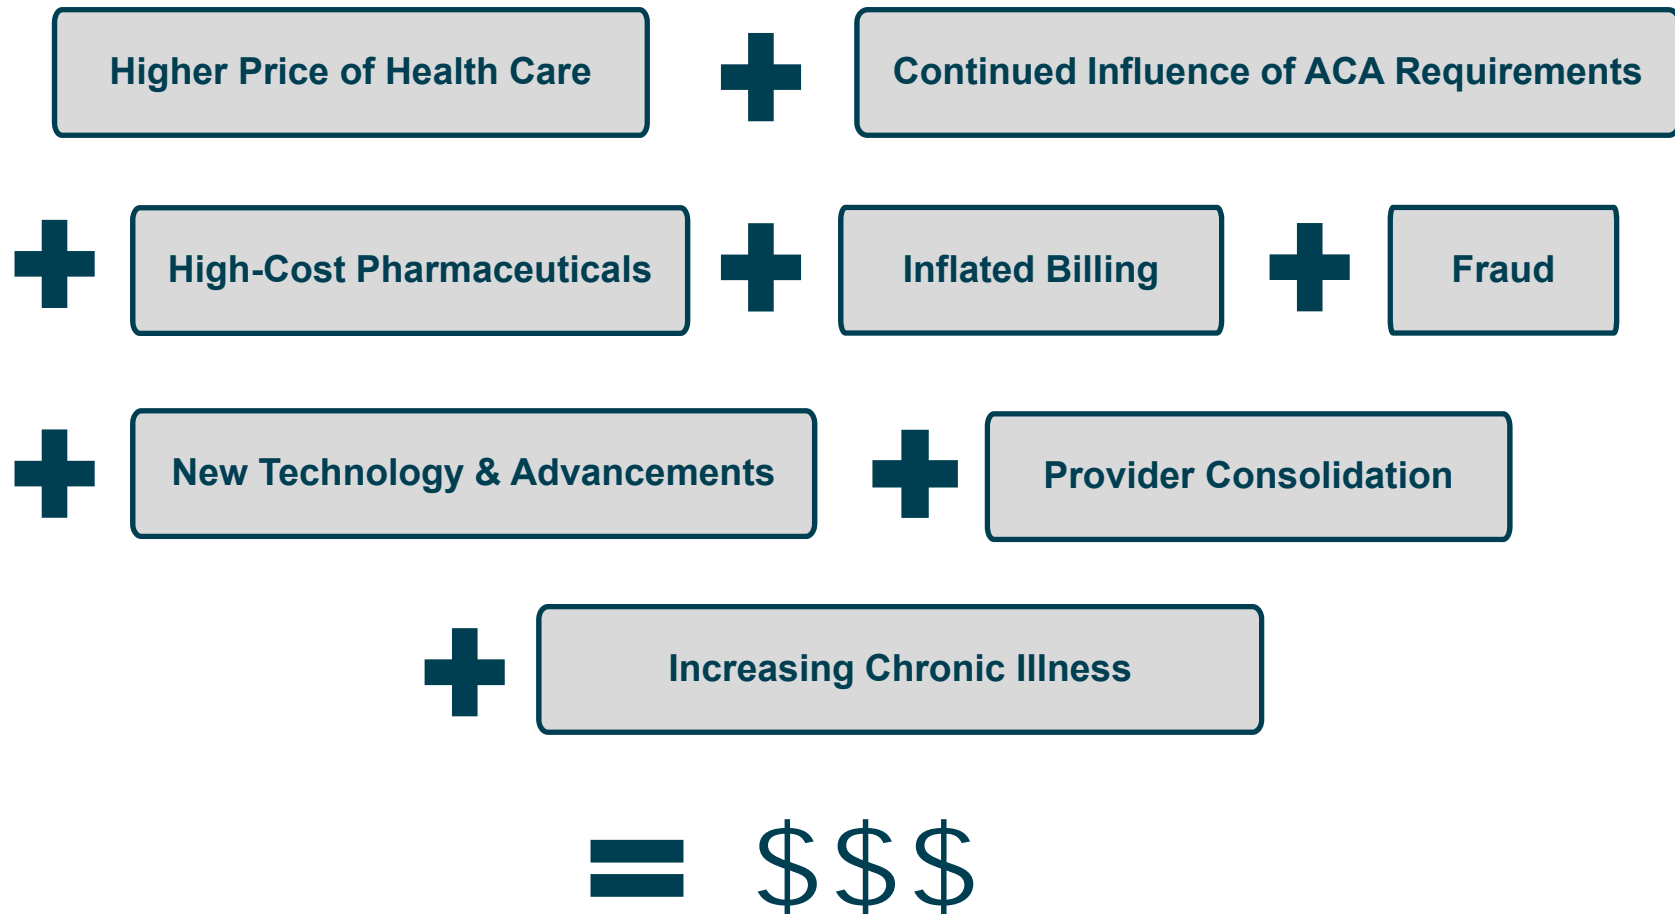 Higher Price of Health Care + Continued Influence of ACA Requirements
+ High-Cost Pharmaceuticals + Inflated Billing + Fraud
+ New Technology & Advancements + Provider Consolidation
+ Increasing Chronic Illness
= $$$